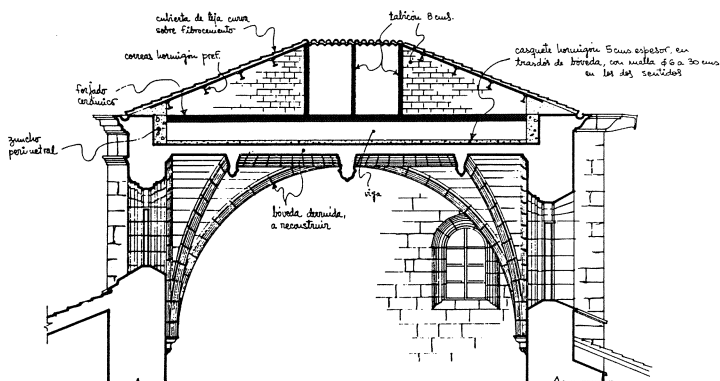 cubierta de teja curva
sobre fibrocemento
tabicón 8 cms.
correas hormigón pref.
casquete hormigón 5 cms espesor, en
trasdós de bóveda, con malla ϕ 6 a 30 cms
en los dos sentidos
forjado
cerámico
zuncho
perimetral
bóveda derruida,
a reconstruir
viga